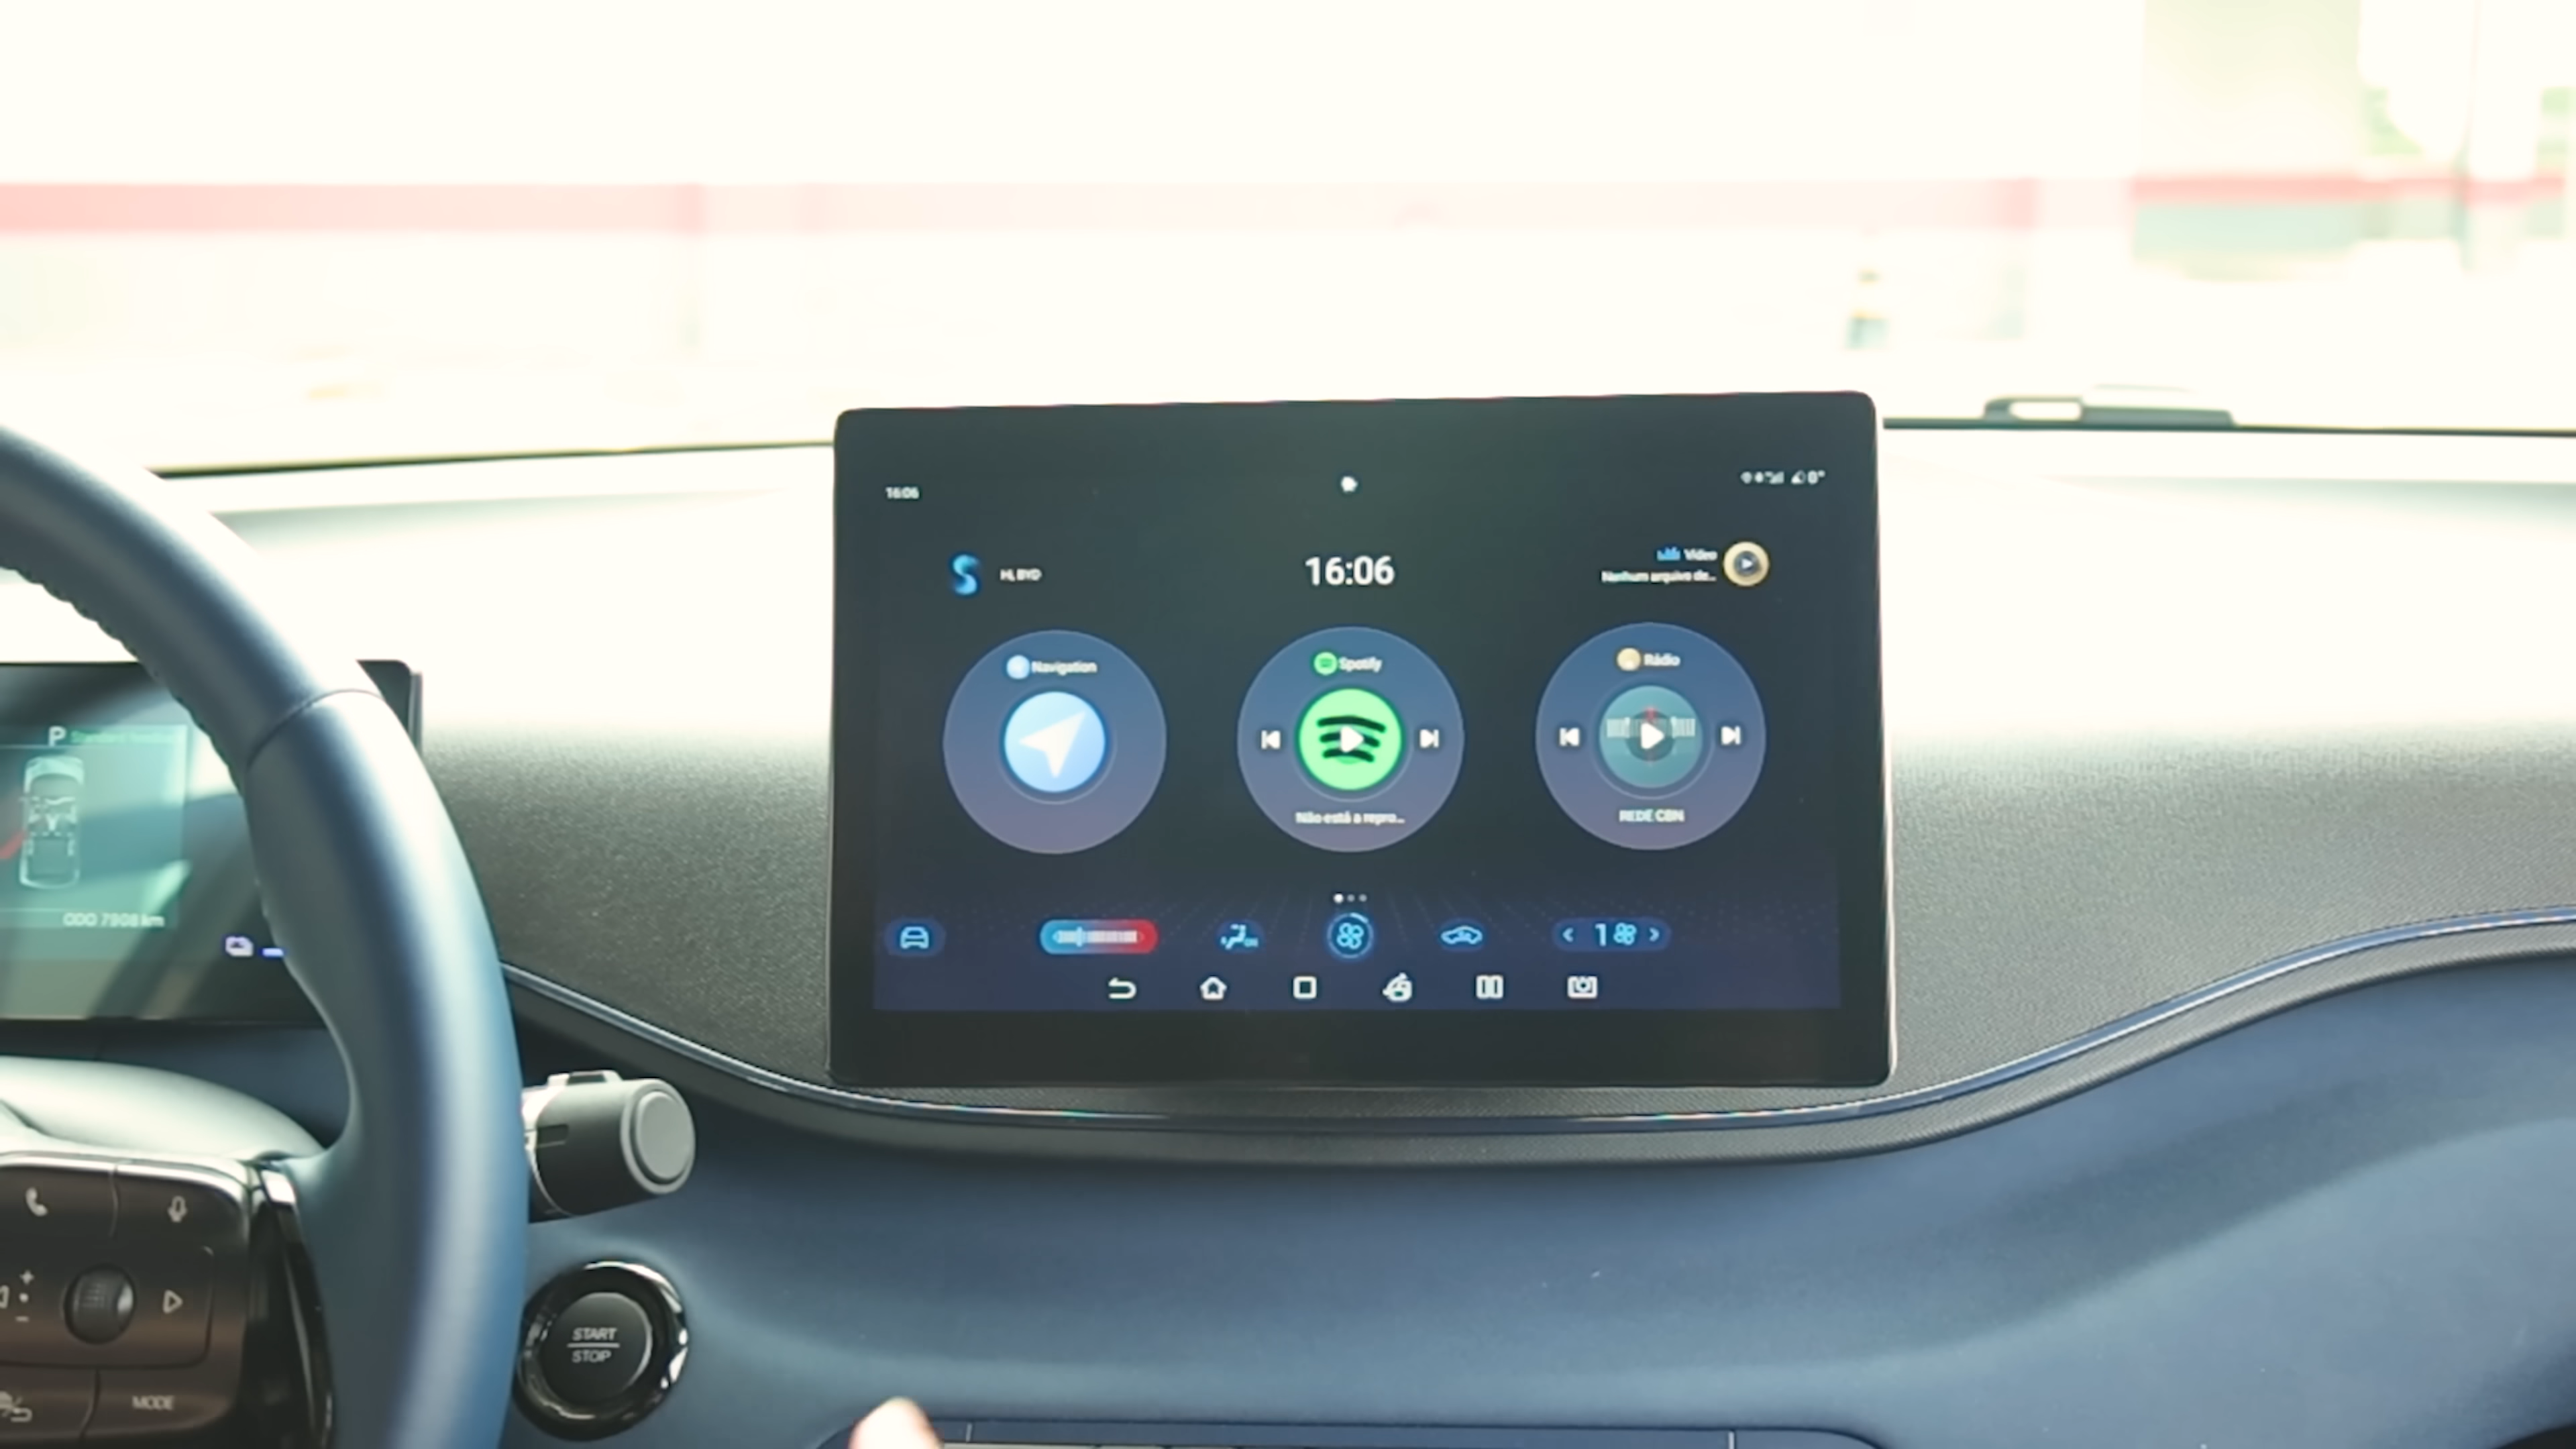 16:06
0°
Hi, BYD
16:06
Vídeo
Nenhum arquivo de...
Navigation
Spotify
Rádio
P
Não está a repro...
REDE CBN
ODO 7908 km
1
START
STOP
MODE